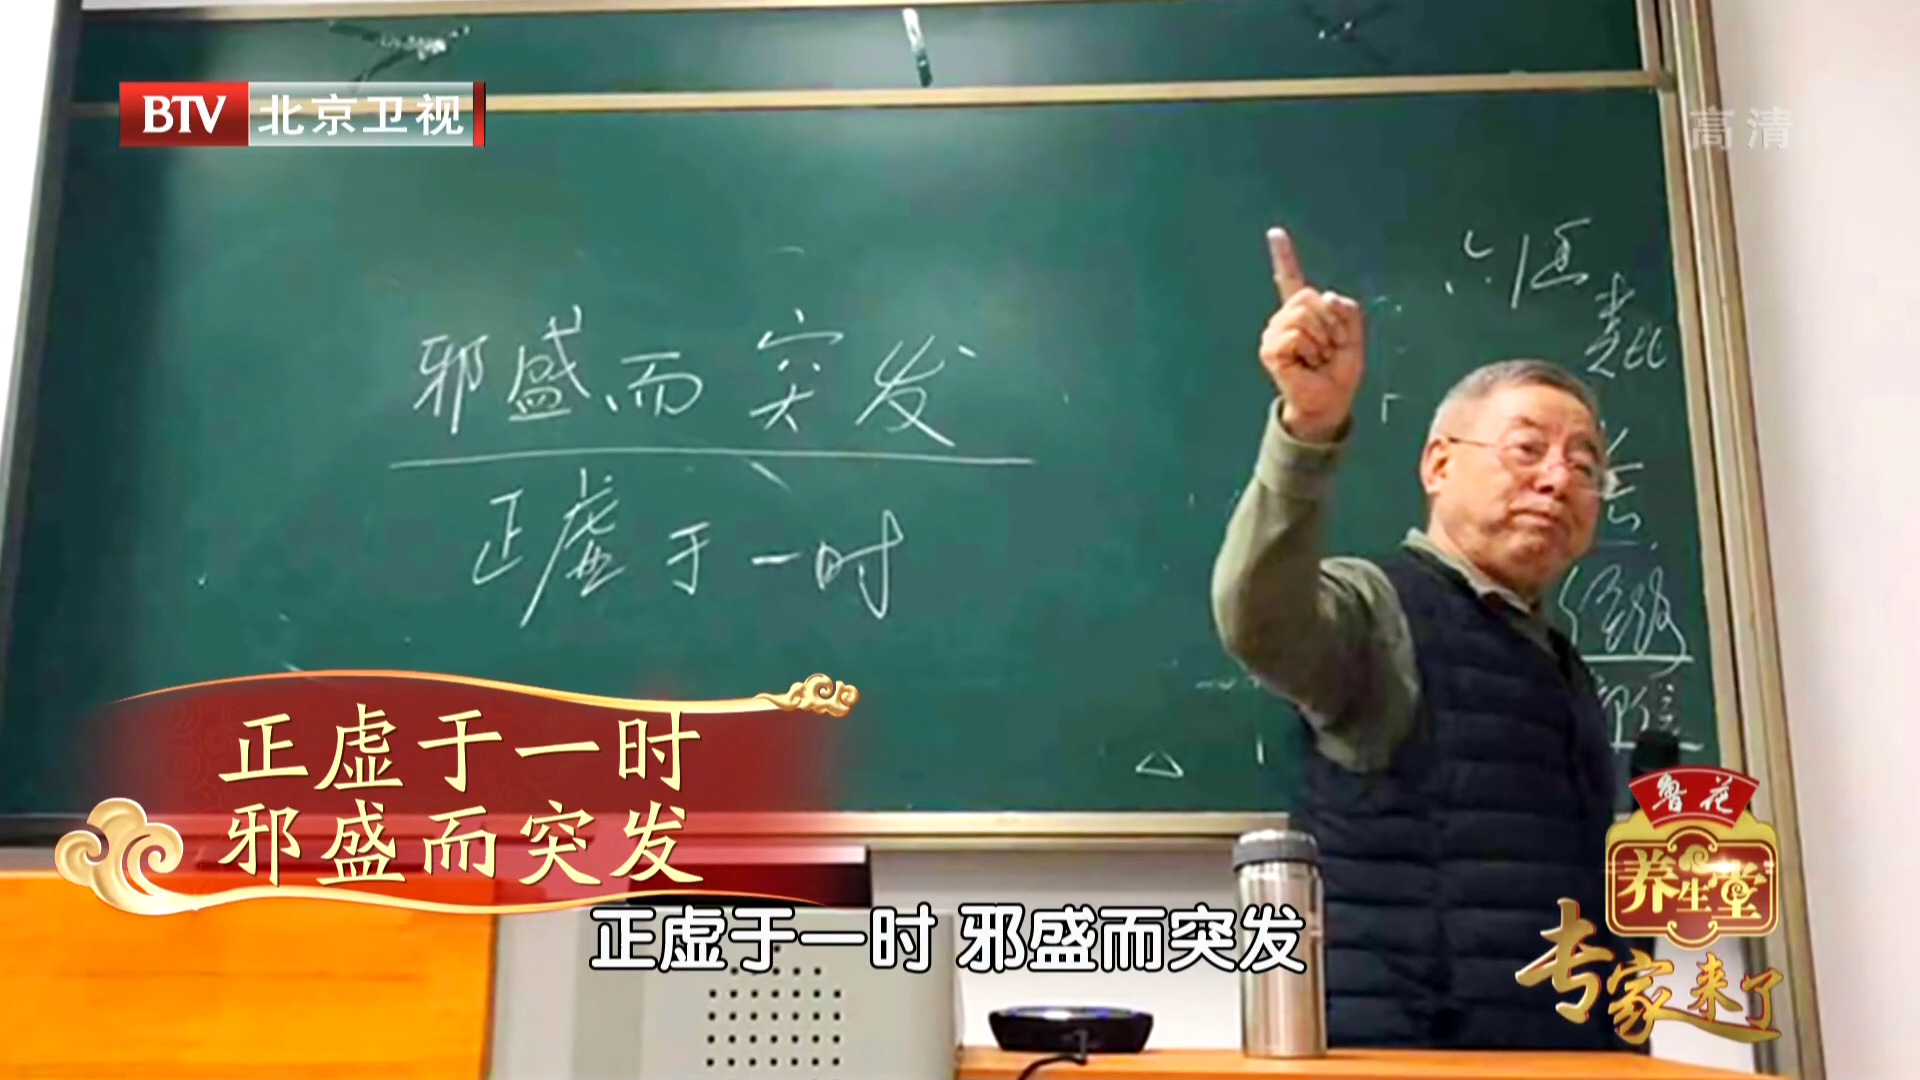 BTV 北京卫视
高清
邪盛而突发
正虚于一时
正虚于一时
邪盛而突发
正虚于一时 邪盛而突发
鲁花
养生堂
专家来了